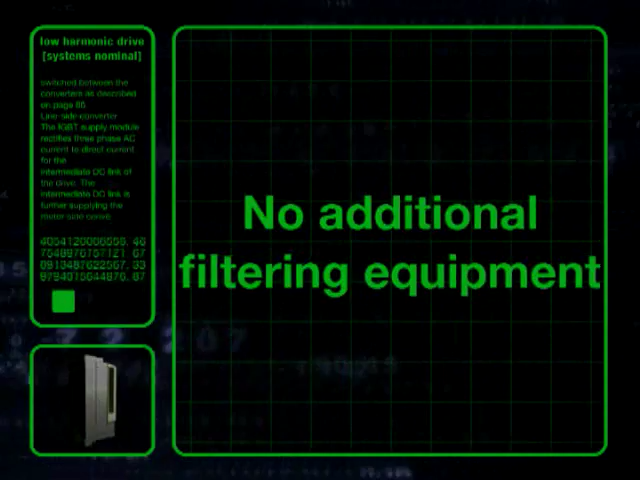 low harmonic drive
[systems nominal]
switched between the
converters as described
on page 86.
Line-side converter
The IGBT supply module
rectifies three phase AC
current to direct current
for the
intermediate DC link of
the drive. The
intermediate DC link is
further supplying the
motor side conve
No additional
filtering equipment